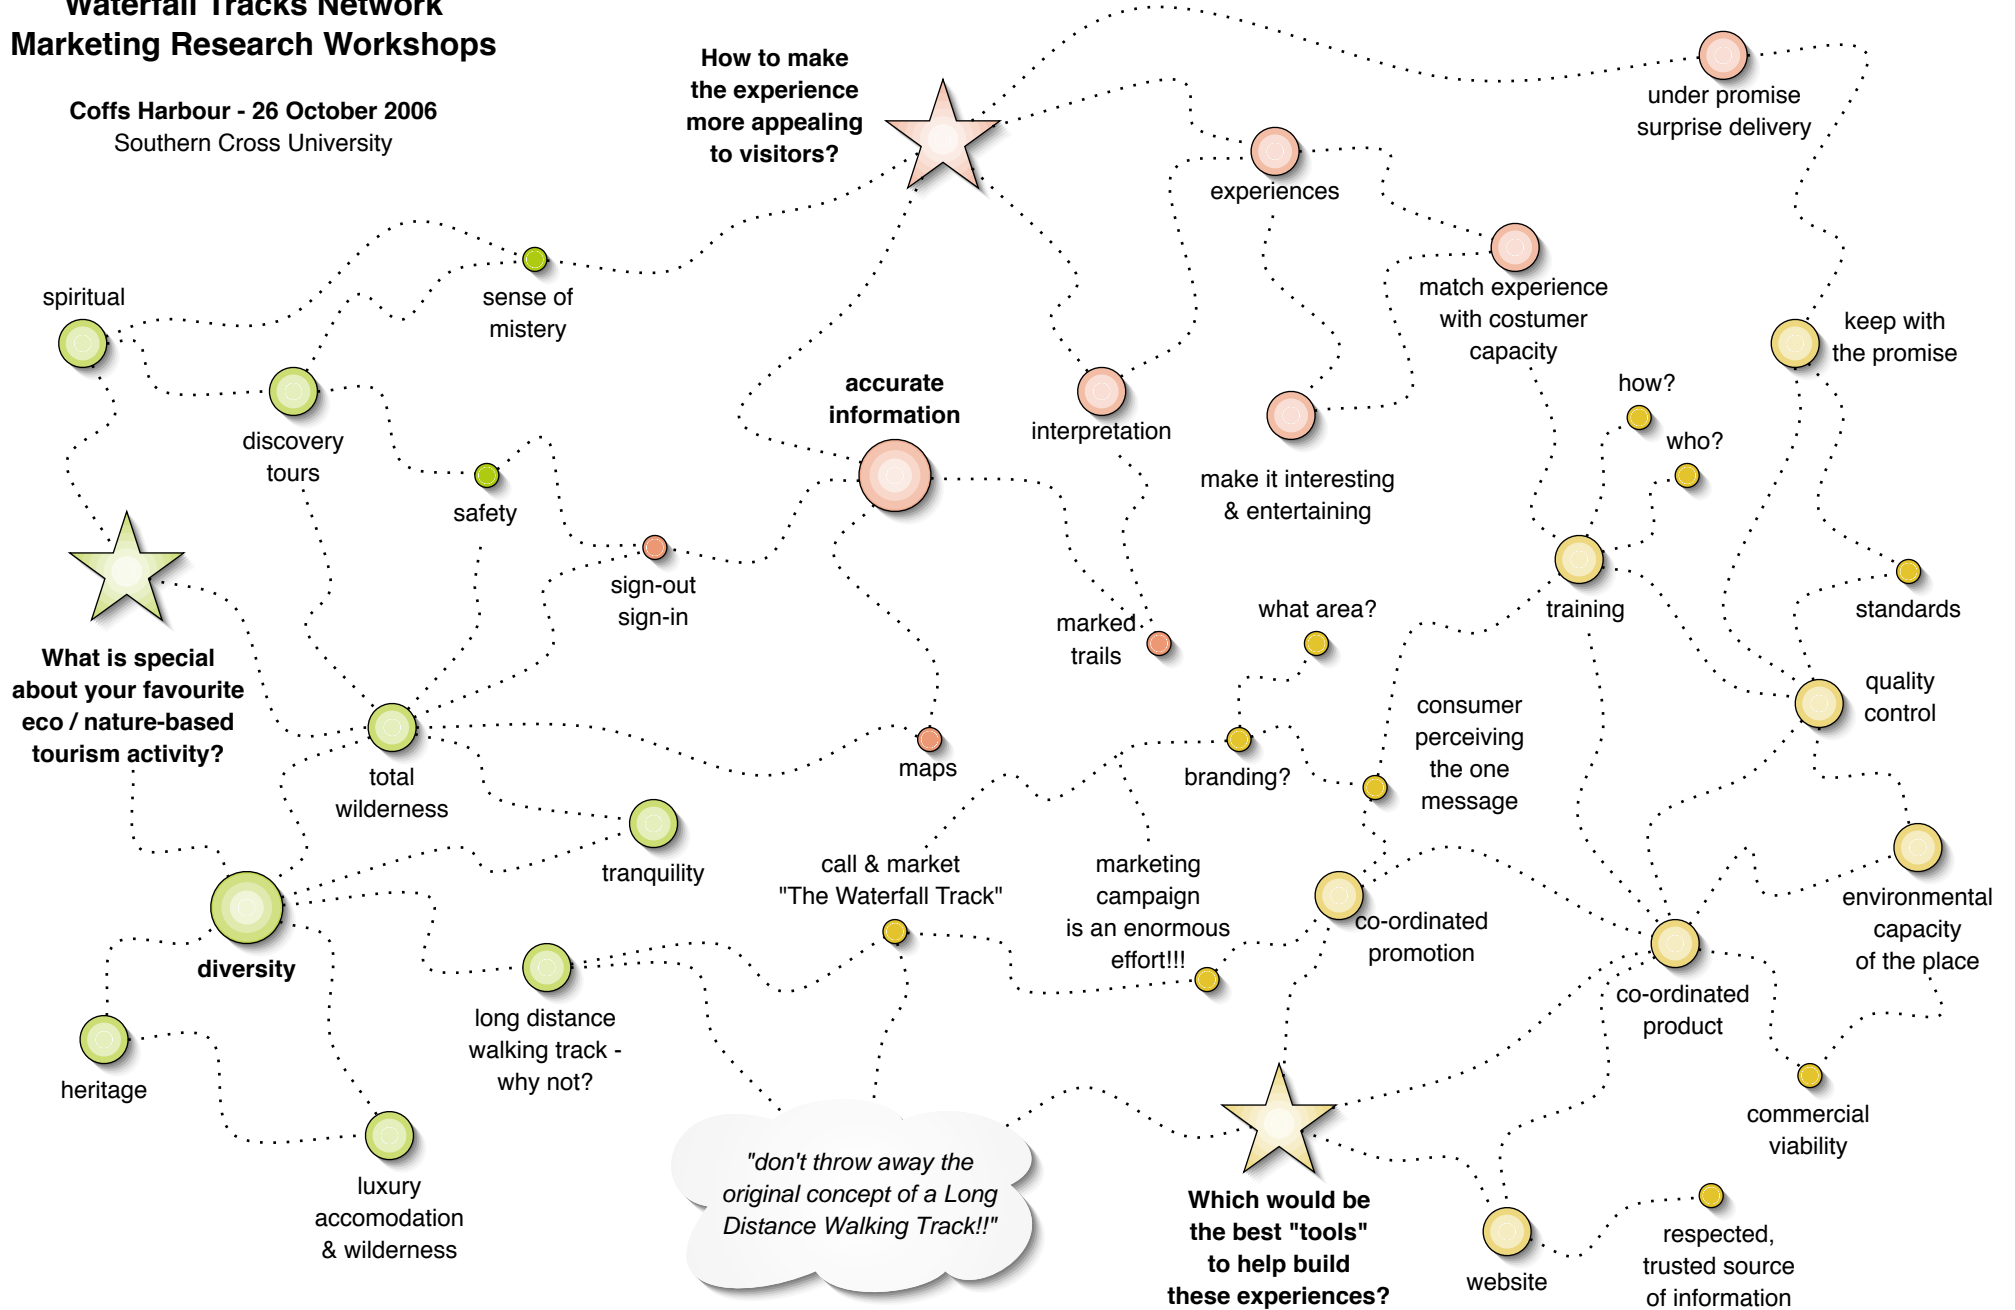 Waterfall Tracks Network
Marketing Research Workshops
Coffs Harbour - 26 October 2006
Southern Cross University
How to make
the experience
more appealing
to visitors?
under promise
surprise delivery
experiences
match experience
with costumer
capacity
keep with
the promise
spiritual
sense of
mistery
discovery
tours
safety
accurate
information
interpretation
make it interesting
& entertaining
how?
who?
sign-out
sign-in
marked
trails
what area?
training
standards
What is special
about your favourite
eco / nature-based
tourism activity?
total
wilderness
maps
branding?
consumer
perceiving
the one
message
quality
control
tranquility
call & market
"The Waterfall Track"
marketing
campaign
is an enormous
effort!!!
co-ordinated
promotion
environmental
capacity
of the place
diversity
long distance
walking track -
why not?
co-ordinated
product
heritage
luxury
accomodation
& wilderness
"don't throw away the
original concept of a Long
Distance Walking Track!!"
commercial
viability
Which would be
the best "tools"
to help build
these experiences?
website
respected,
trusted source
of information